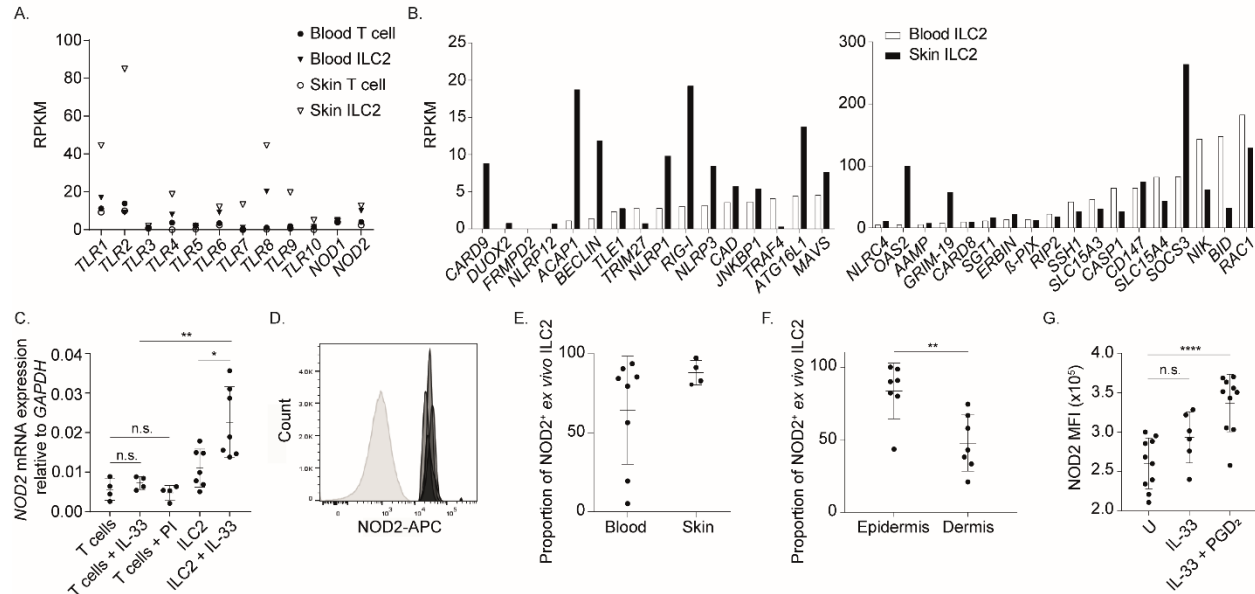 A.
100
80
60
40
20
0
RPKM
Blood T cell
Blood ILC2
Skin T cell
Skin ILC2
TLR1
TLR2
TLR3
TLR4
TLR5
TLR6
TLR7
TLR8
TLR9
TLR10
NOD1
NOD2
B.
25
20
15
10
5
0
RPKM
CARD9
DUOX2
FRMPD2
NLRP12
ACAP1
BECLIN
TLE1
TRIM27
NLRP1
RIG-I
NLRP3
CAD
JNKBP1
TRAF4
ATG16L1
MAVS
300
200
100
0
Blood ILC2
Skin ILC2
NLRC4
OAS2
AAMP
GRIM-19
CARD8
SGT1
ERBIN
ß-PIX
RIP2
SSH1
SLC15A3
CASP1
CD147
SLC15A4
SOCS3
NIK
BID
RAC1
C.
NOD2 mRNA expression
relative to GAPDH
0.04
0.03
0.02
0.01
0.00
**
*
n.s.
n.s.
T cells
T cells + IL-33
T cells + PI
ILC2
ILC2 + IL-33
D.
Count
4.0K
3.0K
2.0K
1.0K
0
0
10³
10⁴
10⁵
NOD2-APC
E.
Proportion of NOD2⁺ ex vivo ILC2
100
50
0
Blood
Skin
F.
Proportion of NOD2⁺ ex vivo ILC2
100
50
0
**
Epidermis
Dermis
G.
NOD2 MFI (x10⁵)
4.0
3.5
3.0
2.5
2.0
****
n.s.
U
IL-33
IL-33 + PGD₂